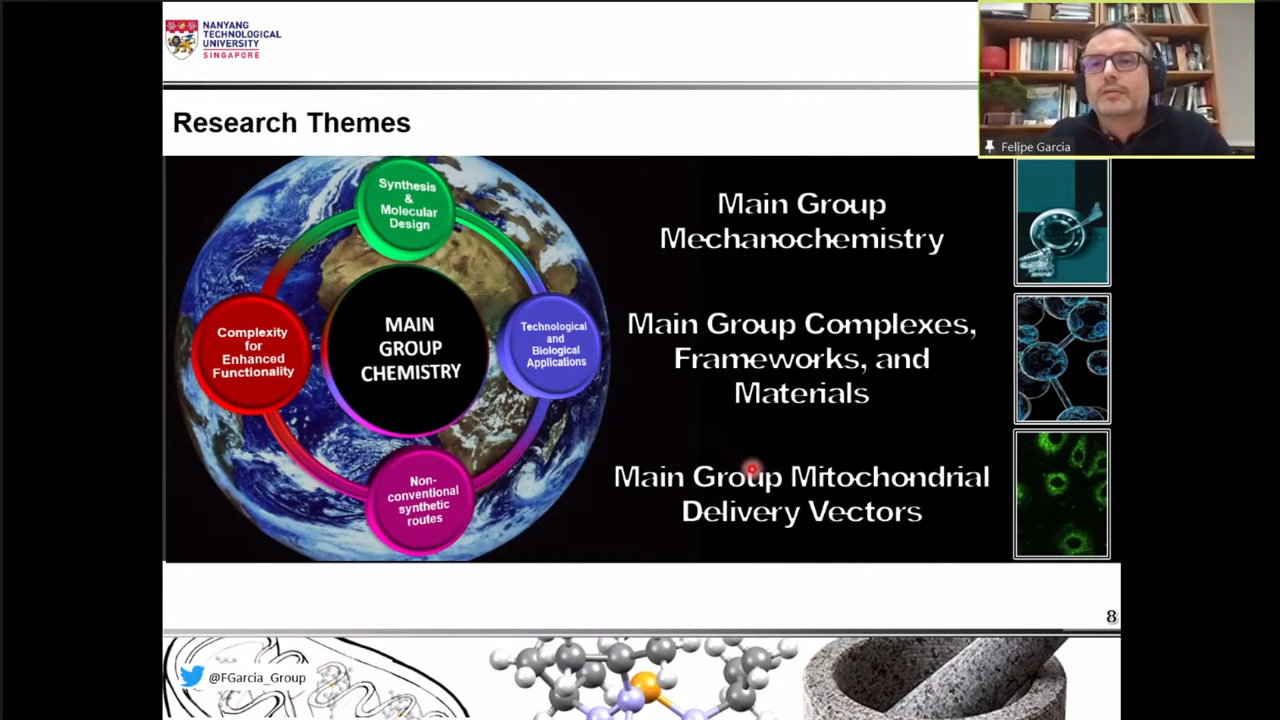 NANYANG
TECHNOLOGICAL
UNIVERSITY
SINGAPORE
Felipe Garcia
Research Themes
Synthesis
&
Molecular
Design
Complexity
for
Enhanced
Functionality
MAIN
GROUP
CHEMISTRY
Technological
and
Biological
Applications
Non-
conventional
synthetic
routes
Main Group
Mechanochemistry
Main Group Complexes,
Frameworks, and
Materials
Main Group Mitochondrial
Delivery Vectors
8
@FGarcia_Group